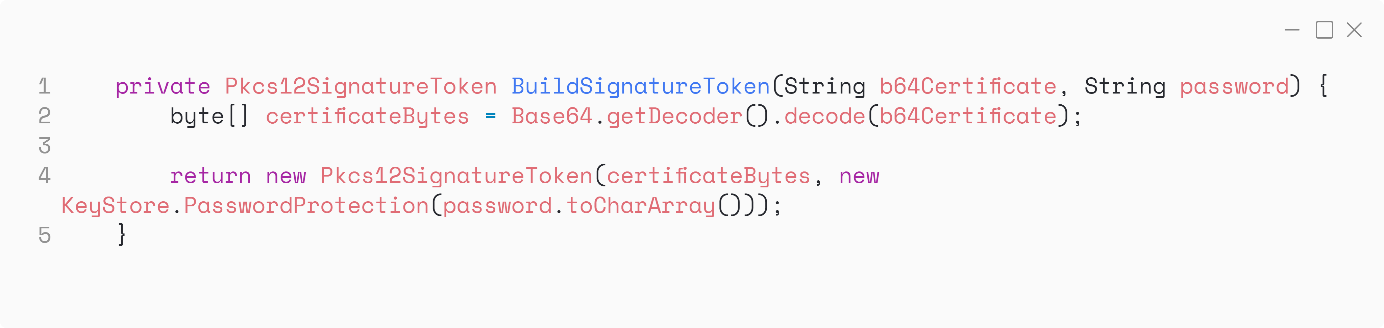 1    private Pkcs12SignatureToken BuildSignatureToken(String b64Certificate, String password) {
2        byte[] certificateBytes = Base64.getDecoder().decode(b64Certificate);
3
4        return new Pkcs12SignatureToken(certificateBytes, new
KeyStore.PasswordProtection(password.toCharArray()));
5    }